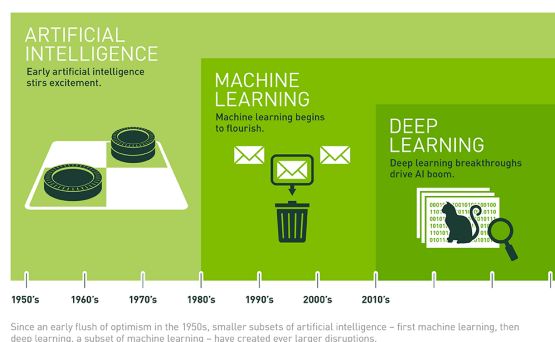 ARTIFICIAL
INTELLIGENCE
Early artificial intelligence
stirs excitement.
MACHINE
LEARNING
Machine learning begins
to flourish.
DEEP
LEARNING
Deep learning breakthroughs
drive AI boom.
1950's 1960's 1970's 1980's 1990's 2000's 2010's
Since an early flush of optimism in the 1950s, smaller subsets of artificial intelligence – first machine learning, then
deep learning, a subset of machine learning – have created ever larger disruptions.